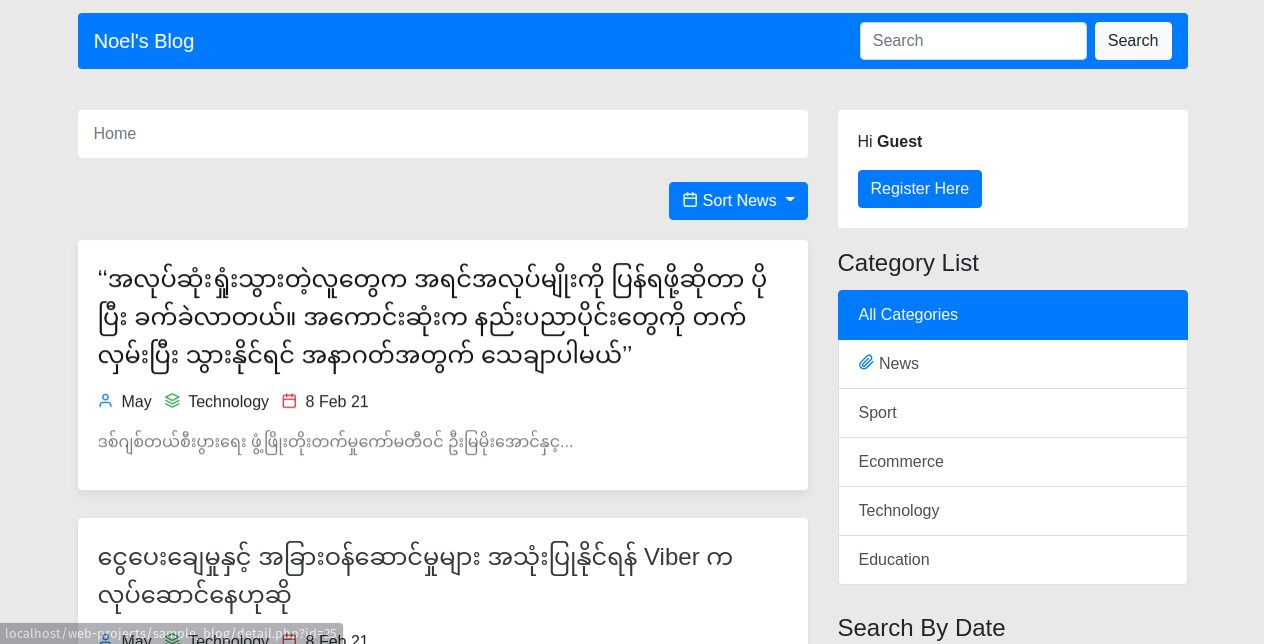 Noel's Blog
Search
Search
Home
Sort News
“အလုပ်ဆုံးရှုံးသွားတဲ့လူတွေက အရင်အလုပ်မျိုးကို ပြန်ရဖို့ဆိုတာ ပို
ပြီး ခက်ခဲလာတယ်။ အကောင်းဆုံးက နည်းပညာပိုင်းတွေကို တက်
လှမ်းပြီး သွားနိုင်ရင် အနာဂတ်အတွက် သေချာပါမယ်”
May Technology 8 Feb 21
ဒစ်ဂျစ်တယ်စီးပွားရေး ဖွံ့ဖြိုးတိုးတက်မှုကော်မတီဝင် ဦးမြမိုးအောင်နှင့်...
ငွေပေးချေမှုနှင့် အခြားဝန်ဆောင်မှုများ အသုံးပြုနိုင်ရန် Viber က
လုပ်ဆောင်နေဟုဆို
May Technology 8 Feb 21
localhost/web-projects/sample_blog/detail.php?id=25
Hi Guest
Register Here
Category List
All Categories
News
Sport
Ecommerce
Technology
Education
Search By Date